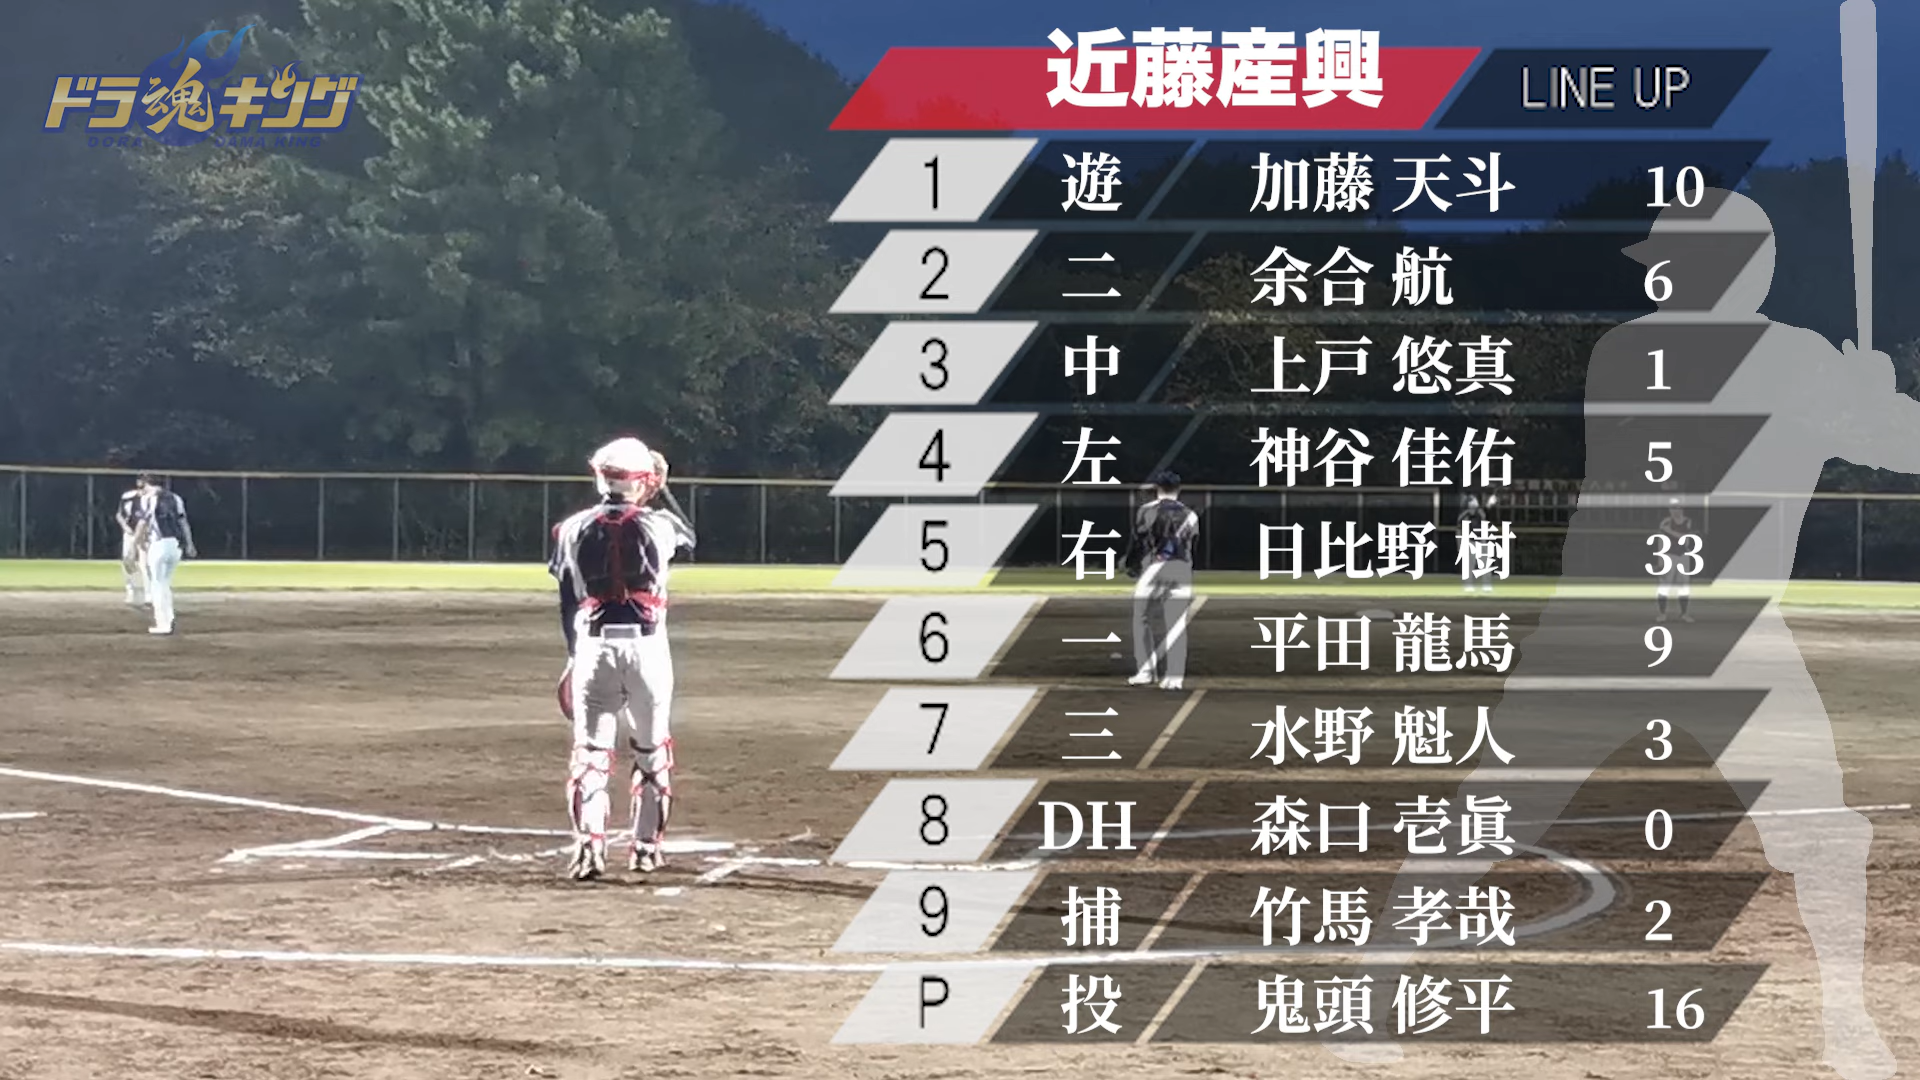 ドラ魂キング
DORA DAMA KING
近藤産興 LINE UP
1 遊 加藤 天斗 10
2 二 余合 航 6
3 中 上戸 悠真 1
4 左 神谷 佳佑 5
5 右 日比野 樹 33
6 一 平田 龍馬 9
7 三 水野 魁人 3
8 DH 森口 壱眞 0
9 捕 竹馬 孝哉 2
P 投 鬼頭 修平 16